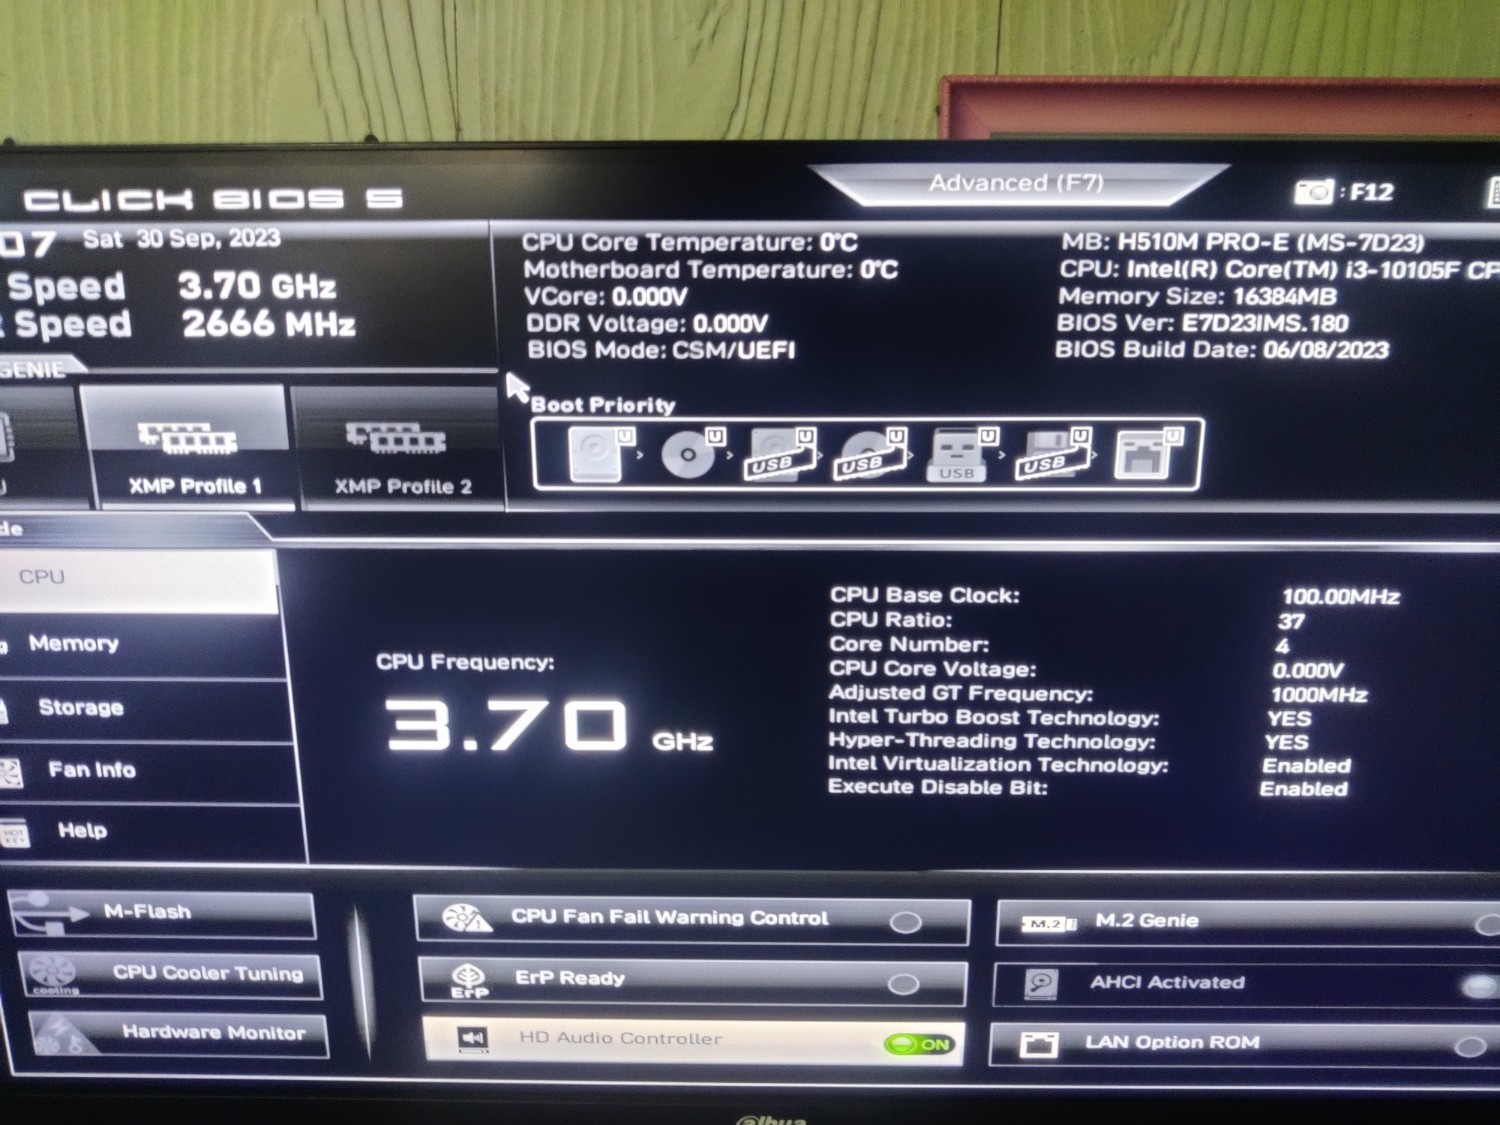 CLICK BIOS 5
Advanced (F7)
: F12
07 Sat 30 Sep, 2023
Speed 3.70 GHz
Speed 2666 MHz
CPU Core Temperature: 0°C
Motherboard Temperature: 0°C
VCore: 0.000V
DDR Voltage: 0.000V
BIOS Mode: CSM/UEFI
MB: H510M PRO-E (MS-7D23)
CPU: Intel(R) Core(TM) i3-10105F CP
Memory Size: 16384MB
BIOS Ver: E7D23IMS.180
BIOS Build Date: 06/08/2023
GENIE
XMP Profile 1
XMP Profile 2
Boot Priority
U U U U U U U
USB USB USB USB
de
CPU
Memory
Storage
Fan Info
HOT KEY
Help
CPU Frequency:
3.70 GHz
CPU Base Clock: 100.00MHz
CPU Ratio: 37
Core Number: 4
CPU Core Voltage: 0.000V
Adjusted GT Frequency: 1000MHz
Intel Turbo Boost Technology: YES
Hyper-Threading Technology: YES
Intel Virtualization Technology: Enabled
Execute Disable Bit: Enabled
M-Flash
cooling
CPU Cooler Tuning
Hardware Monitor
CPU Fan Fail Warning Control
ErP
ErP Ready
HD Audio Controller ON
M.2
M.2 Genie
AHCI Activated
LAN Option ROM
alhua